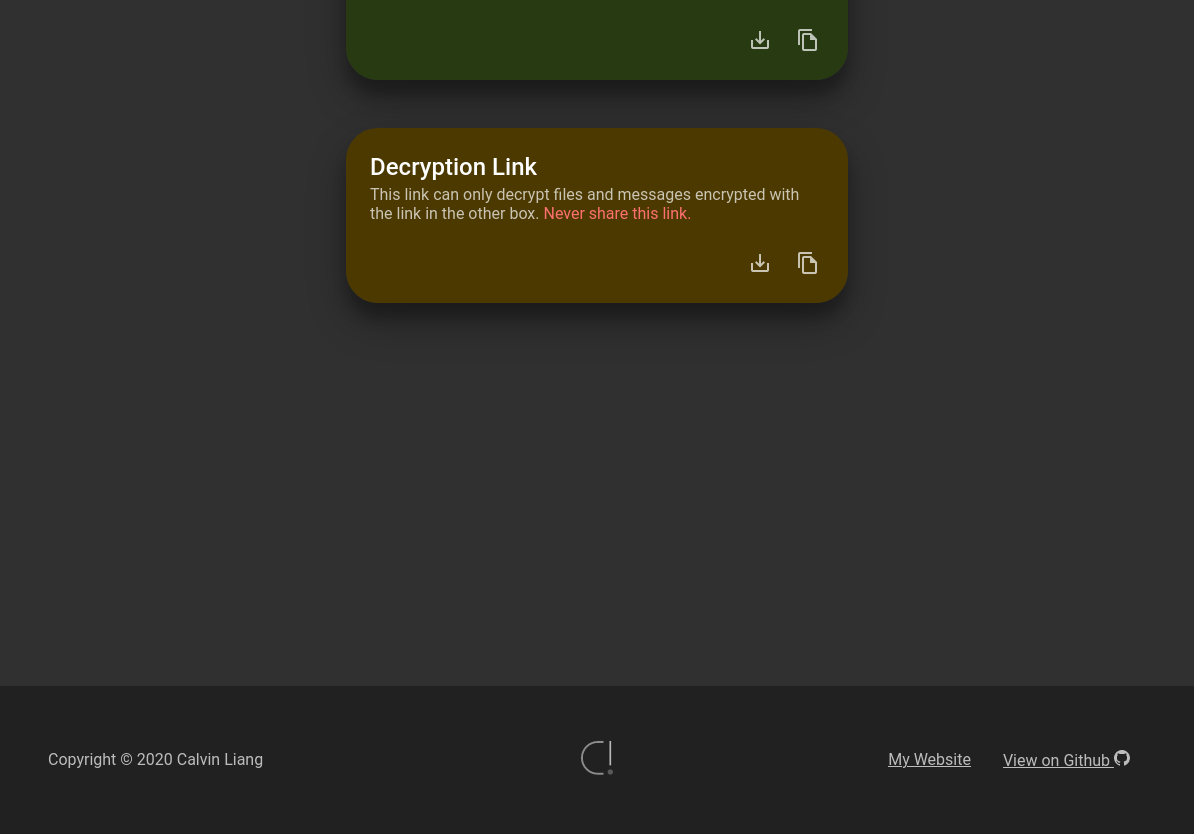 Decryption Link
This link can only decrypt files and messages encrypted with
the link in the other box. Never share this link.
Copyright © 2020 Calvin Liang
My Website
View on Github